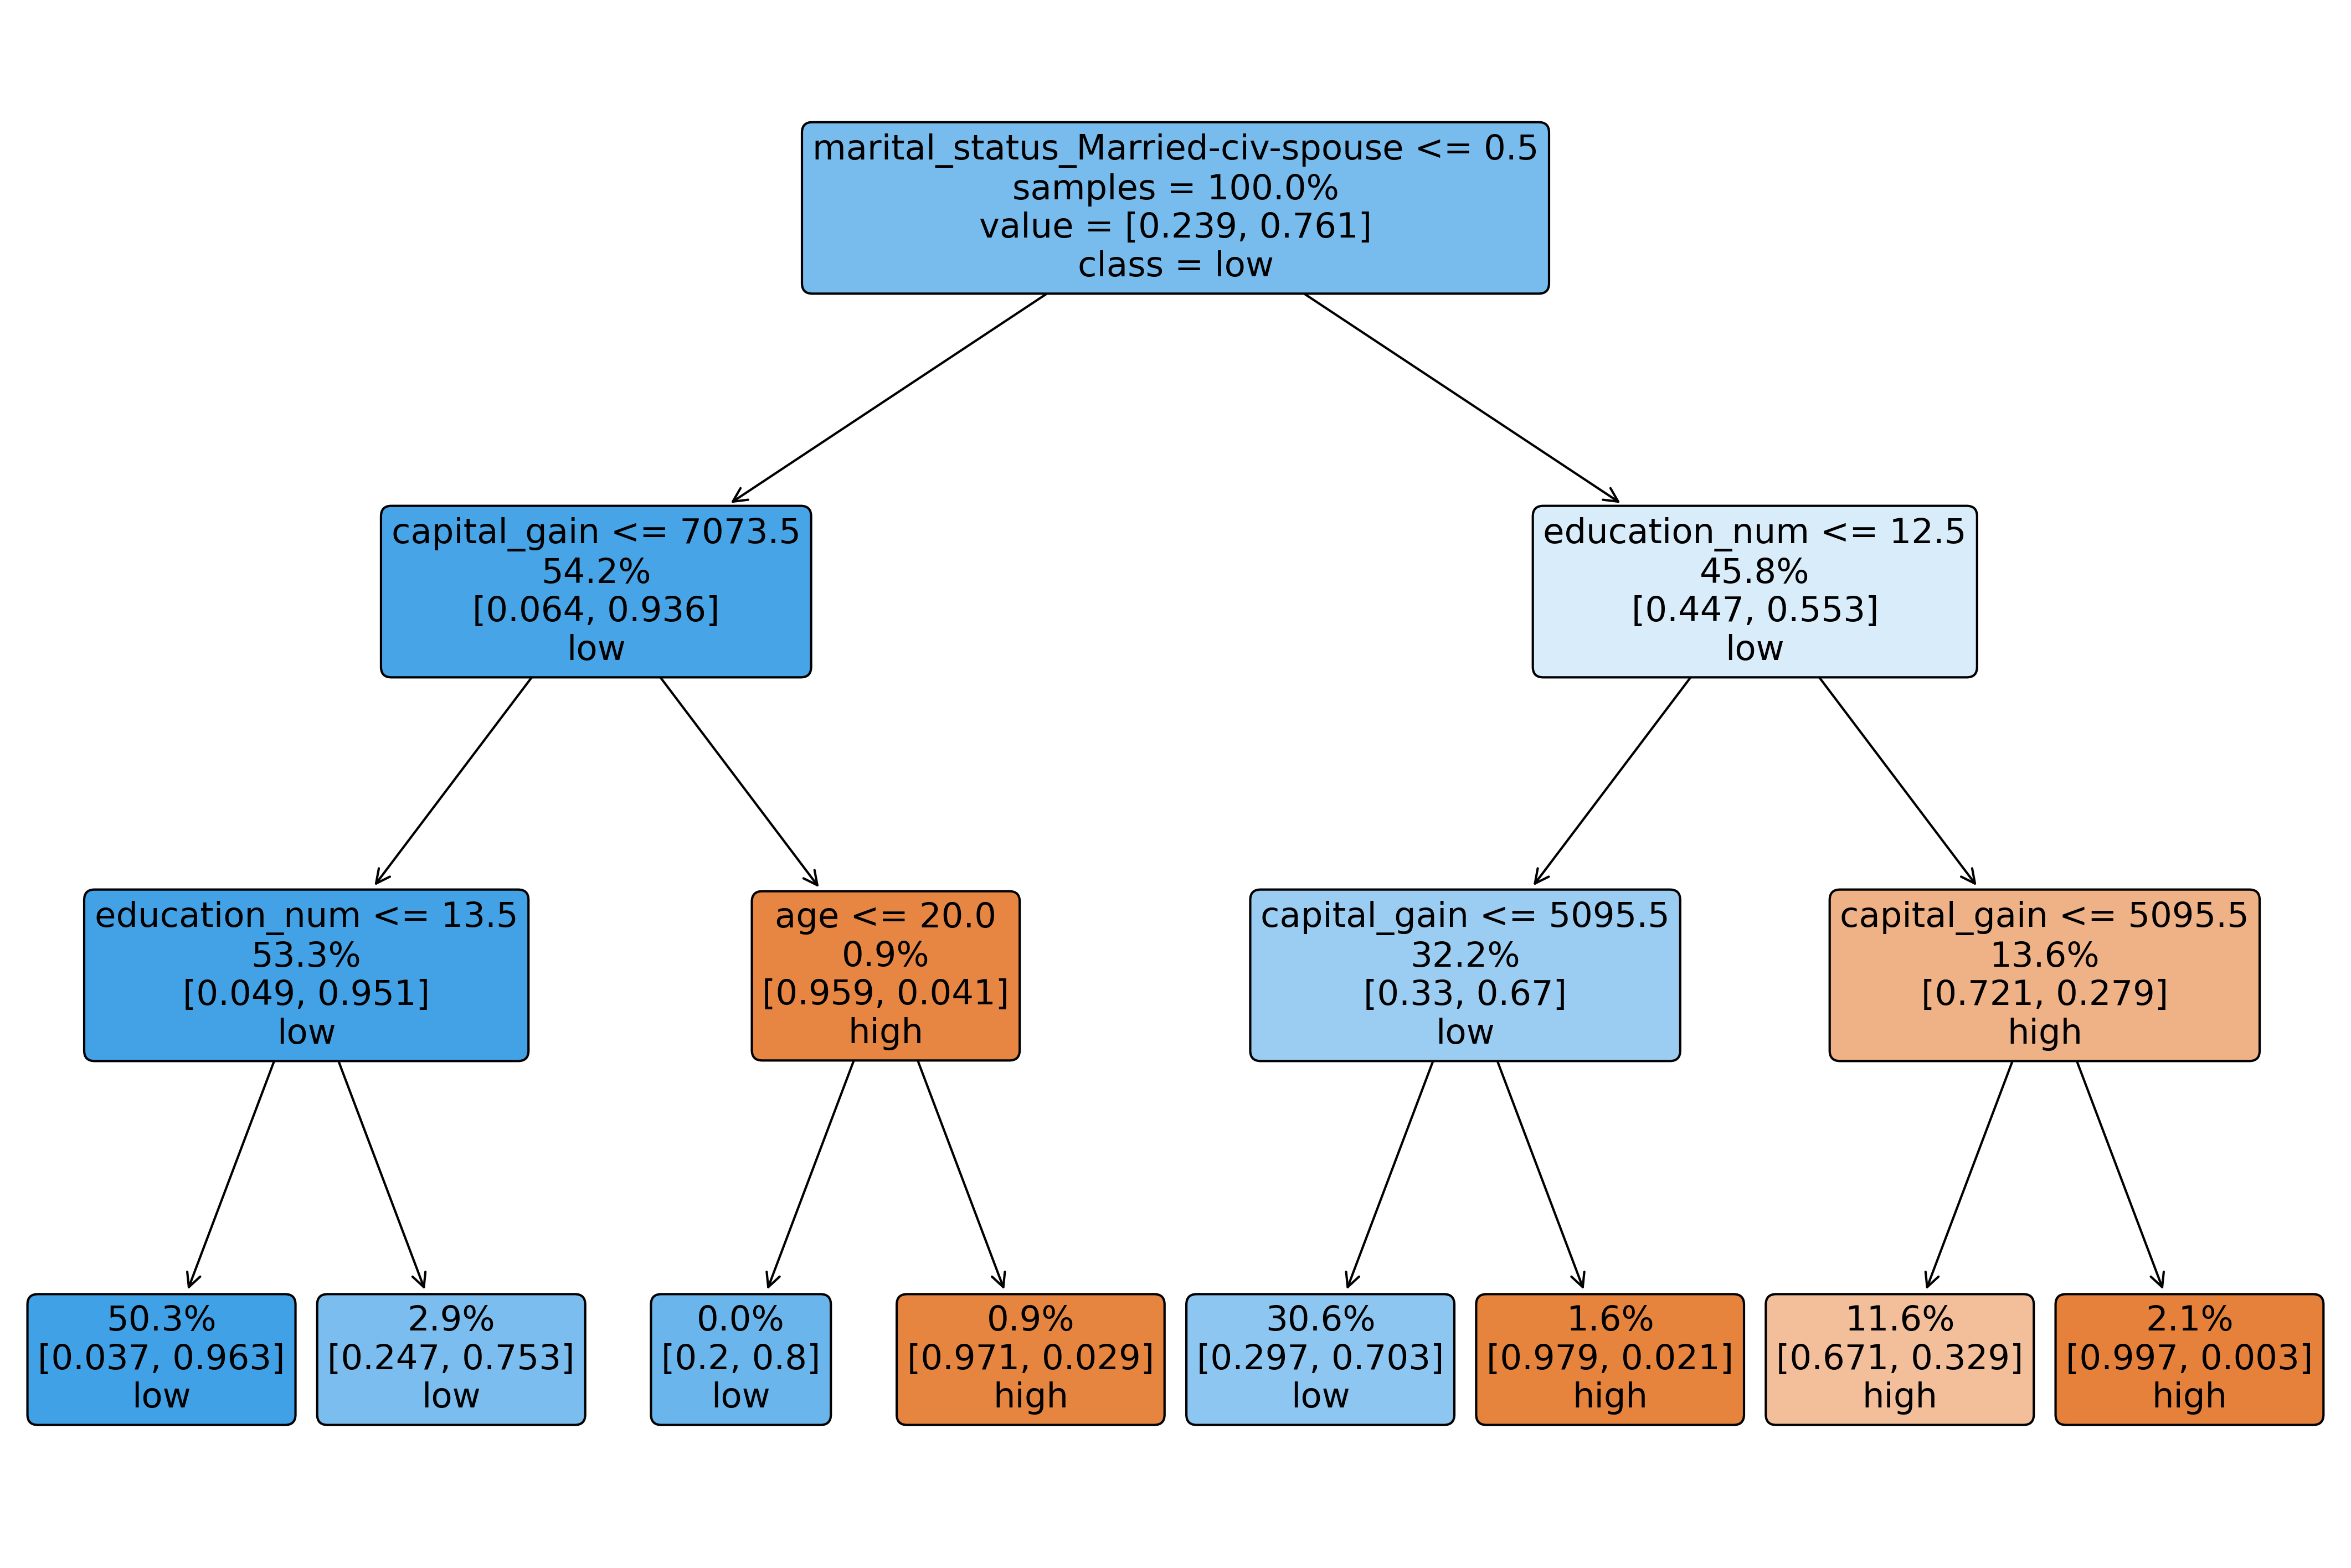 marital_status_Married-civ-spouse <= 0.5
samples = 100.0%
value = [0.239, 0.761]
class = low
capital_gain <= 7073.5
54.2%
[0.064, 0.936]
low
education_num <= 12.5
45.8%
[0.447, 0.553]
low
education_num <= 13.5
53.3%
[0.049, 0.951]
low
age <= 20.0
0.9%
[0.959, 0.041]
high
capital_gain <= 5095.5
32.2%
[0.33, 0.67]
low
capital_gain <= 5095.5
13.6%
[0.721, 0.279]
high
50.3%
[0.037, 0.963]
low
2.9%
[0.247, 0.753]
low
0.0%
[0.2, 0.8]
low
0.9%
[0.971, 0.029]
high
30.6%
[0.297, 0.703]
low
1.6%
[0.979, 0.021]
high
11.6%
[0.671, 0.329]
high
2.1%
[0.997, 0.003]
high